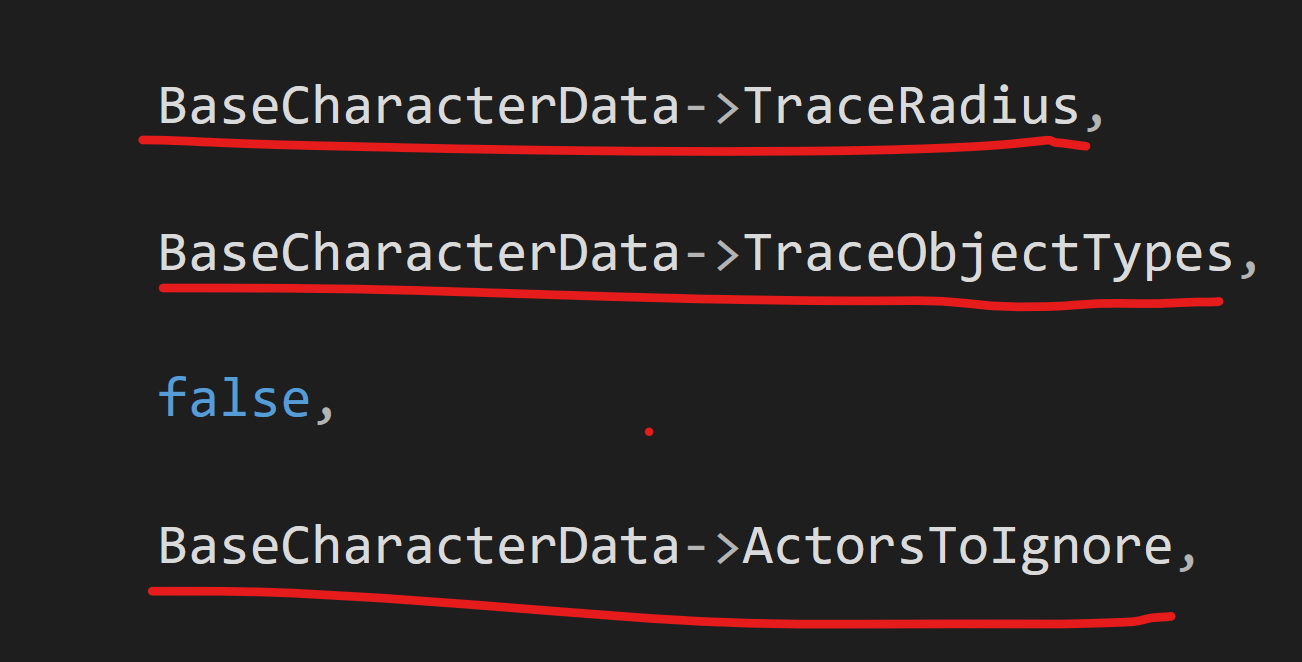 BaseCharacterData->TraceRadius,
BaseCharacterData->TraceObjectTypes,
false,
BaseCharacterData->ActorsToIgnore,